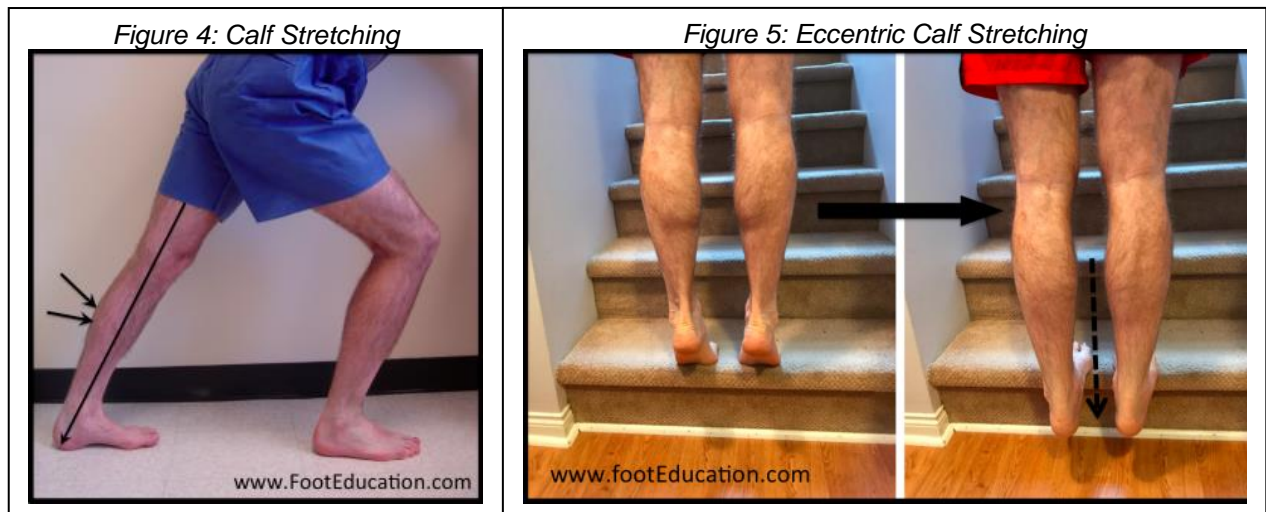 Figure 4: Calf Stretching
www.FootEducation.com
Figure 5: Eccentric Calf Stretching
www.footEducation.com